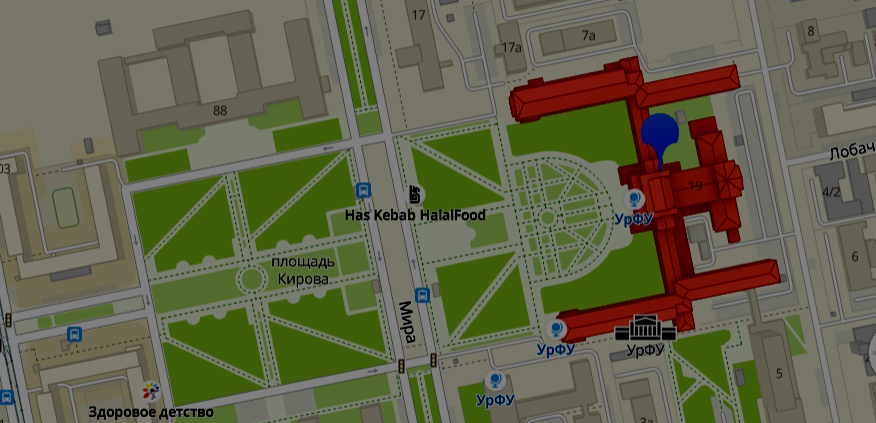 17
17а
7а
8
88
03
Лобач
19
4/2
УрФУ
Has Kebab HalalFood
площадь
Кирова
6
Мира
УрФУ
УрФУ
5
УрФУ
Здоровое детство
3а